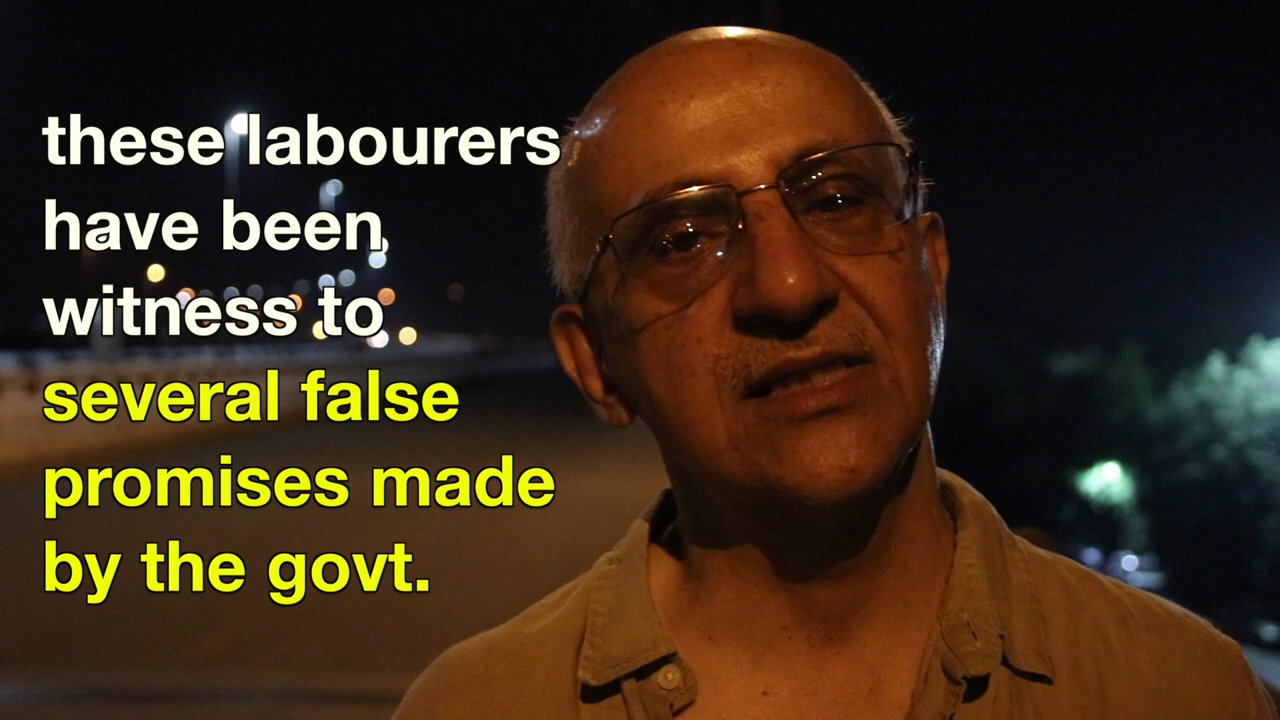 these labourers
have been
witness to
several false
promises made
by the govt.